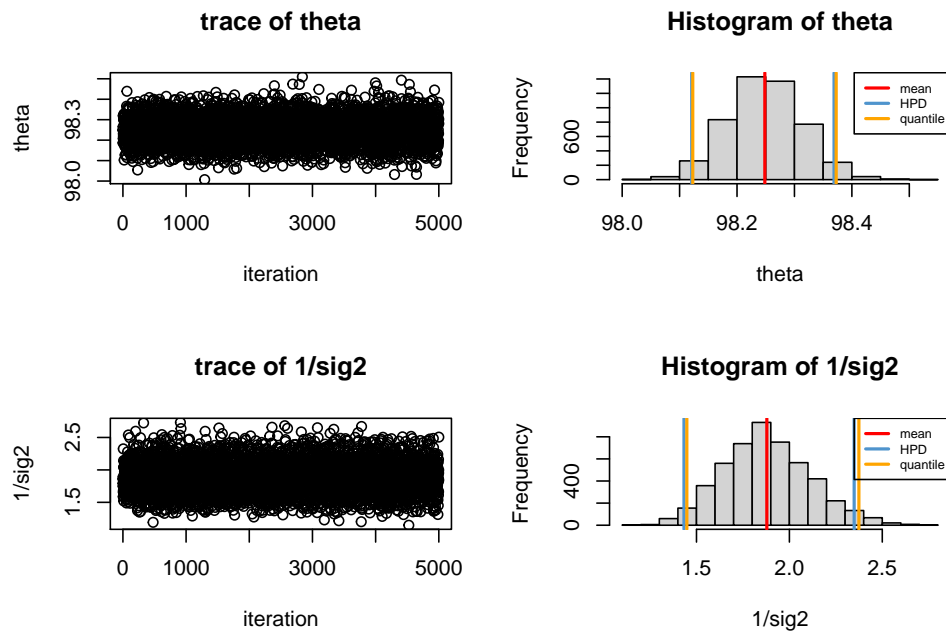 trace of theta
theta
98.0 98.3
0 1000 3000 5000
iteration
Histogram of theta
Frequency
0 600
98.0 98.2 98.4
theta
mean
HPD
quantile
trace of 1/sig2
1/sig2
1.5 2.5
0 1000 3000 5000
iteration
Histogram of 1/sig2
Frequency
0 400
1.5 2.0 2.5
1/sig2
mean
HPD
quantile